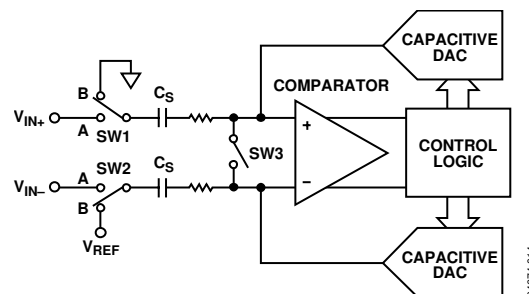 CAPACITIVE
DAC
COMPARATOR
B
CS
VIN+
A
SW1
+
SW3
CONTROL
LOGIC
SW2
CS
VIN–
A
B
–
VREF
CAPACITIVE
DAC